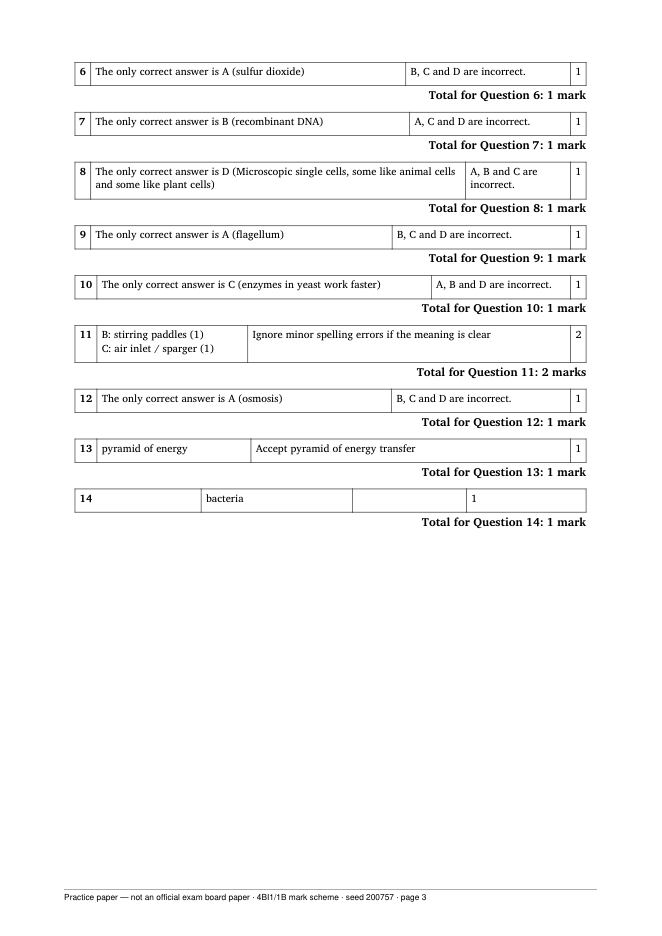 6 The only correct answer is A (sulfur dioxide) B, C and D are incorrect. 1
Total for Question 6: 1 mark
7 The only correct answer is B (recombinant DNA) A, C and D are incorrect. 1
Total for Question 7: 1 mark
8 The only correct answer is D (Microscopic single cells, some like animal cells A, B and C are 1
and some like plant cells) incorrect.
Total for Question 8: 1 mark
9 The only correct answer is A (flagellum) B, C and D are incorrect. 1
Total for Question 9: 1 mark
10 The only correct answer is C (enzymes in yeast work faster) A, B and D are incorrect. 1
Total for Question 10: 1 mark
11 B: stirring paddles (1) Ignore minor spelling errors if the meaning is clear 2
C: air inlet / sparger (1)
Total for Question 11: 2 marks
12 The only correct answer is A (osmosis) B, C and D are incorrect. 1
Total for Question 12: 1 mark
13 pyramid of energy Accept pyramid of energy transfer 1
Total for Question 13: 1 mark
14 bacteria 1
Total for Question 14: 1 mark
Practice paper — not an official exam board paper · 4BI1/1B mark scheme · seed 200757 · page 3